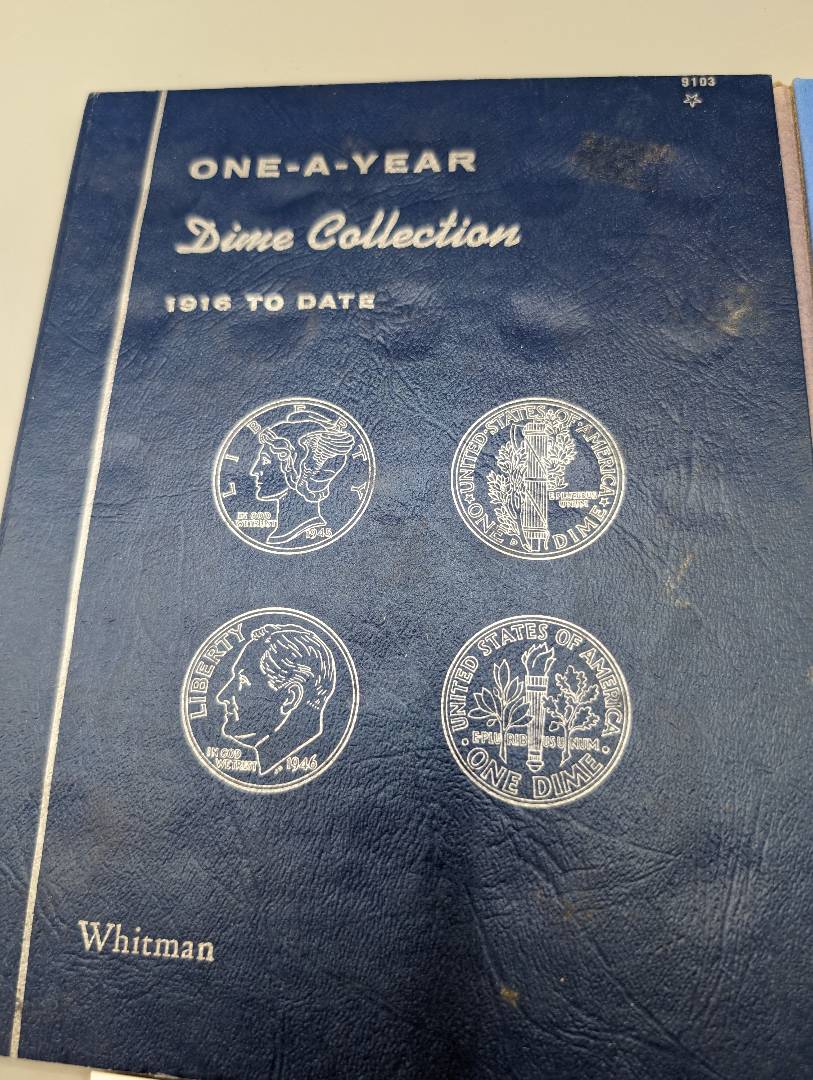 9103
ONE-A-YEAR
Dime Collection
1916 TO DATE
LIBERTY
IN GOD
WE TRUST
1945
UNITED·STATES·OF·AMERICA
E·PLURIBUS
UNUM
ONE DIME
LIBERTY
IN GOD
WE TRUST
1946
UNITED STATES OF AMERICA
E·PLURIBUS UNUM
ONE DIME
Whitman